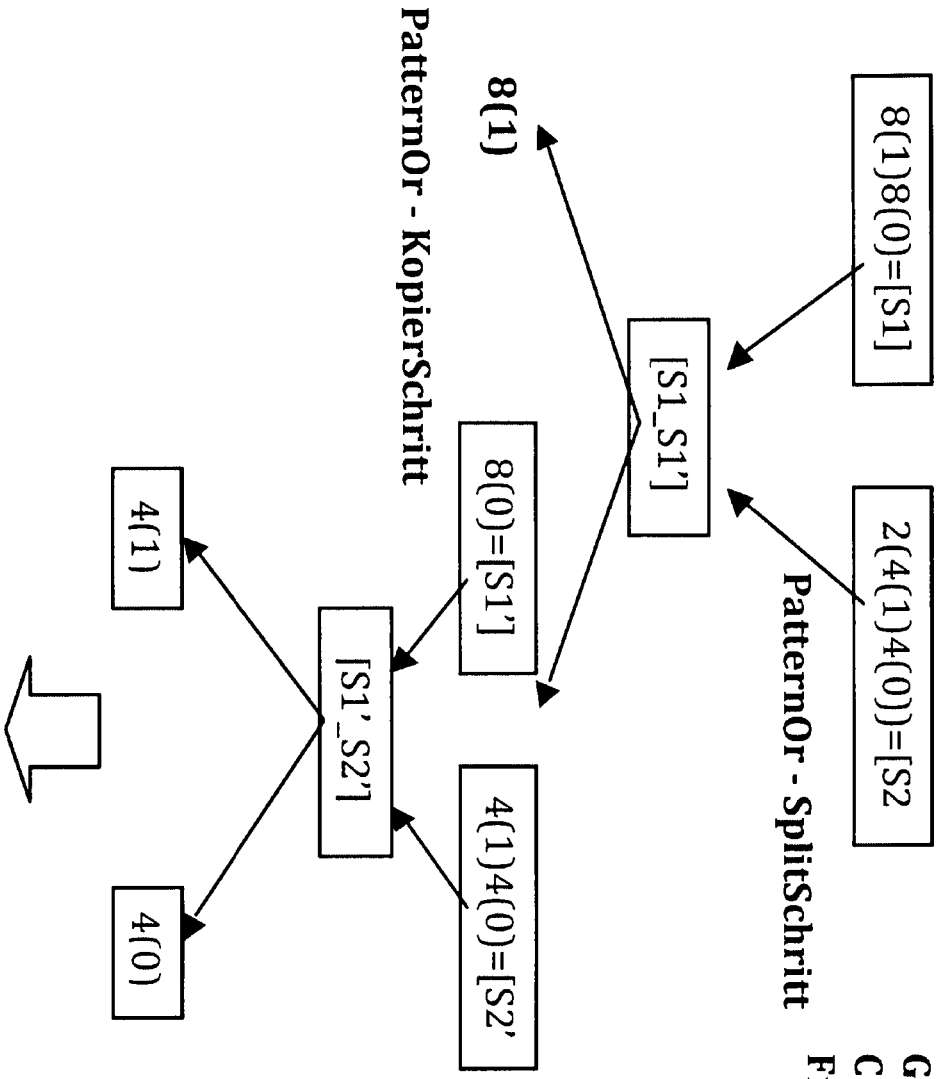 8(1)8(0)=[S1]
2(4(1)4(0))=[S2
PatternOr - SplitSchritt
[S1_S1']
8(1)
8(0)=[S1']
4(1)4(0)=[S2'
PatternOr - KopierSchritt
[S1'_S2']
4(1)
4(0)
G
C
F